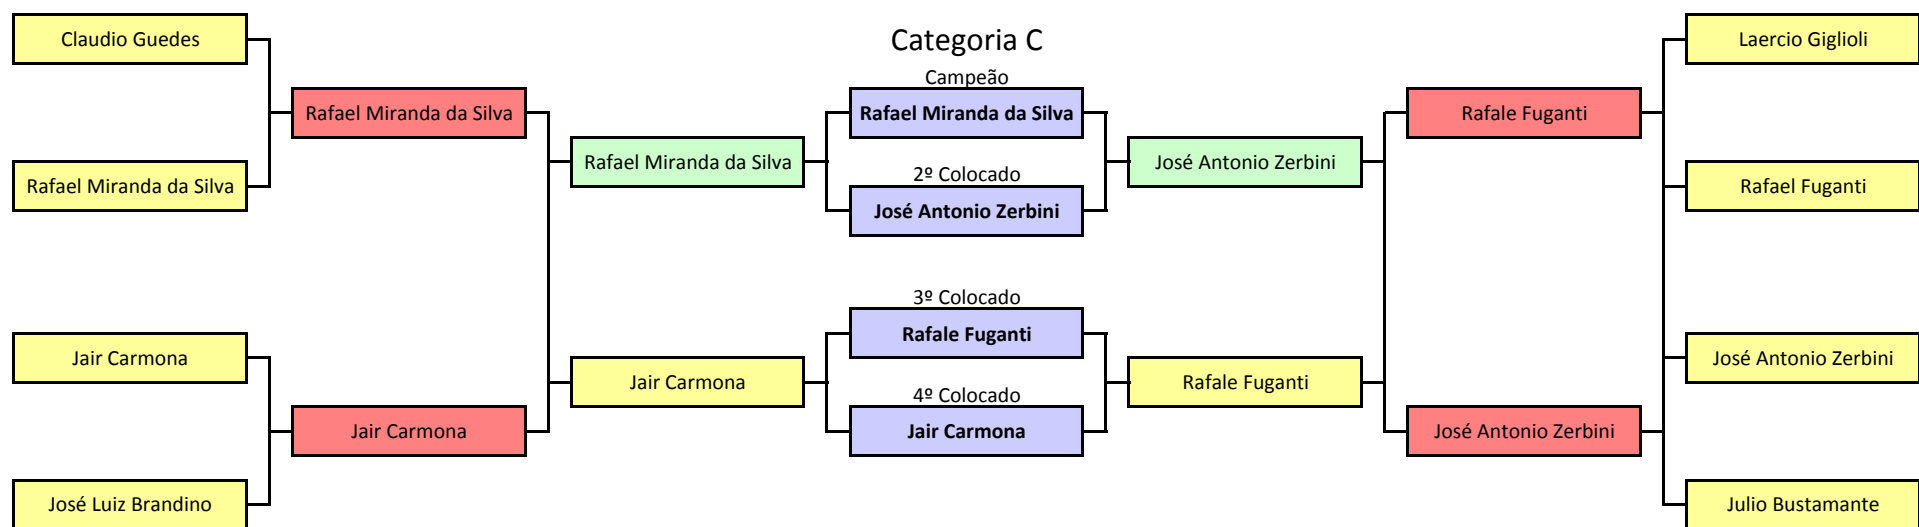 Claudio Guedes
Categoria C
Laercio Giglioli
Campeão
Rafael Miranda da Silva
Rafael Miranda da Silva
Rafale Fuganti
Rafael Miranda da Silva
José Antonio Zerbini
2º Colocado
Rafael Miranda da Silva
Rafael Fuganti
José Antonio Zerbini
3º Colocado
Rafale Fuganti
Jair Carmona
José Antonio Zerbini
Jair Carmona
Rafale Fuganti
4º Colocado
Jair Carmona
Jair Carmona
José Antonio Zerbini
José Luiz Brandino
Julio Bustamante